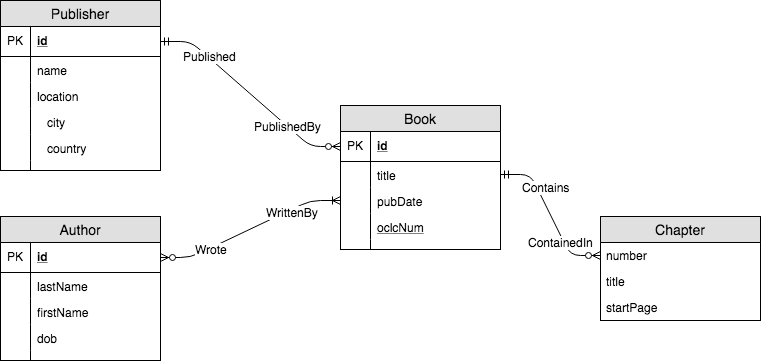 Publisher
PK id
name
location
city
country
Published
PublishedBy
Book
PK id
title
pubDate
oclcNum
Author
PK id
lastName
firstName
dob
Wrote
WrittenBy
Contains
ContainedIn
Chapter
number
title
startPage